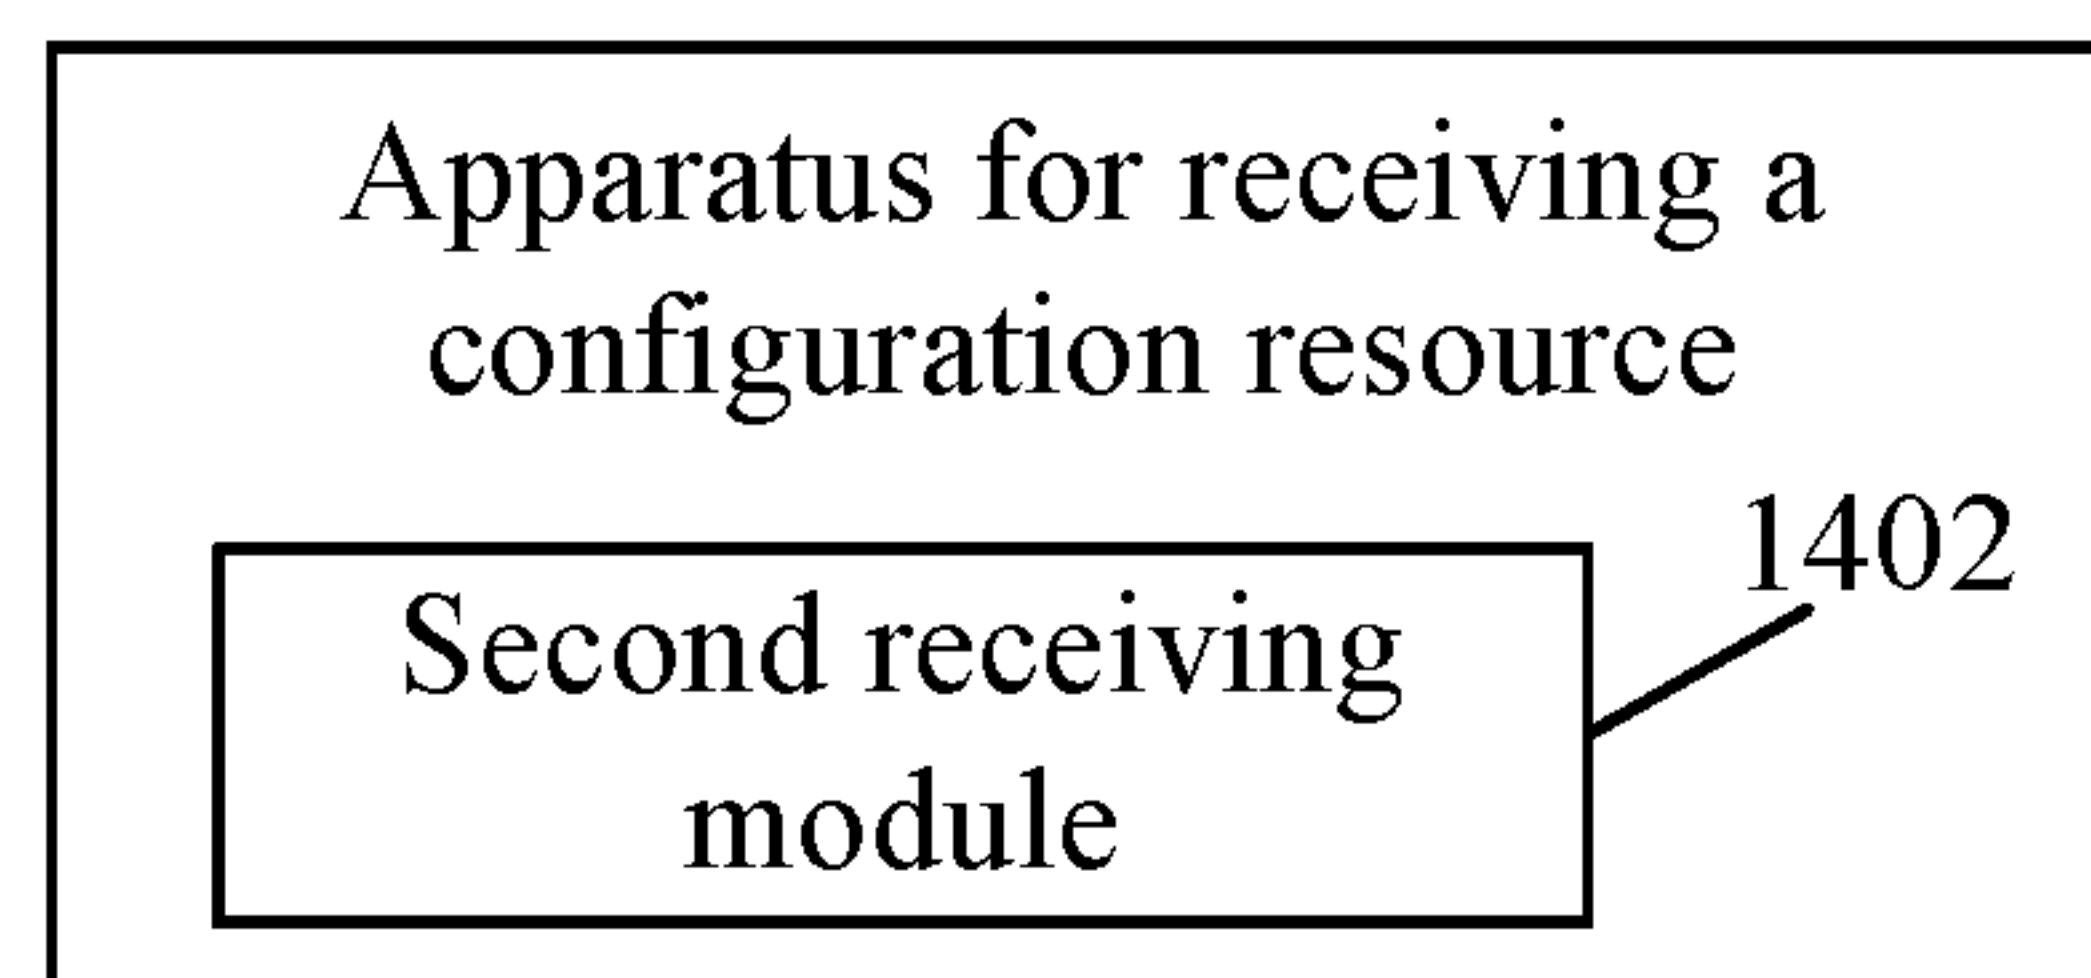 Apparatus for receiving a
configuration resource
1402
Second receiving
module